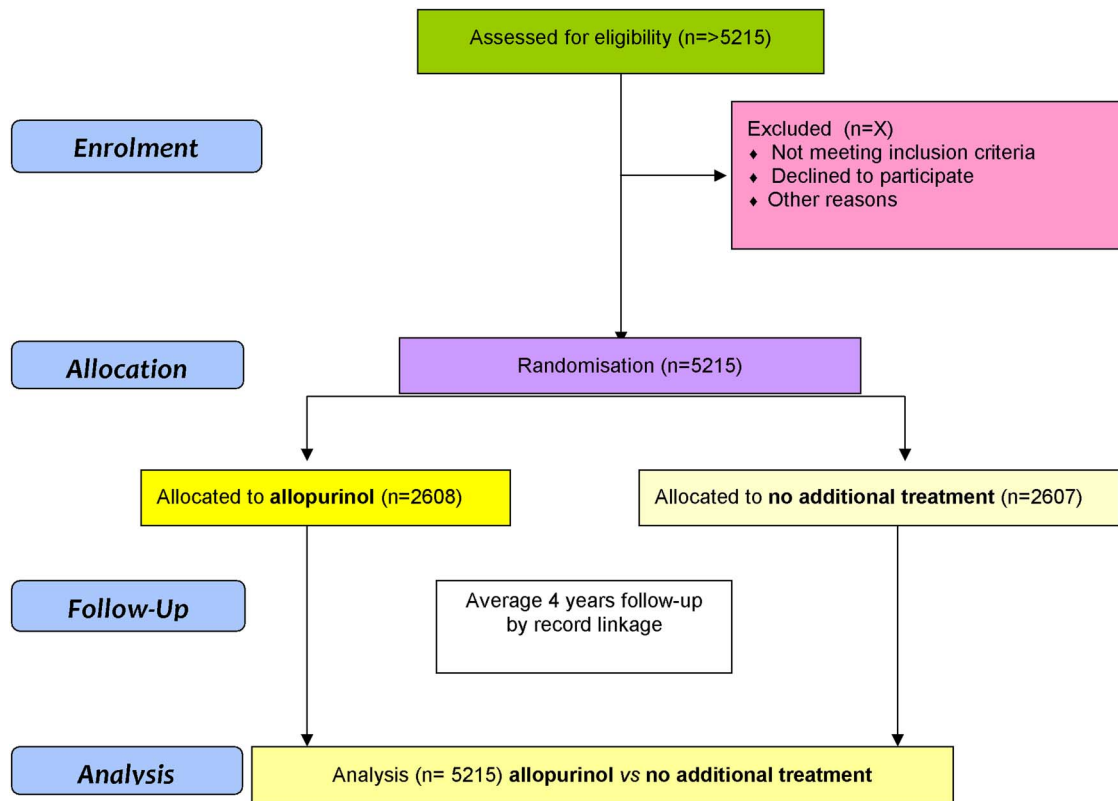 Assessed for eligibility (n=>5215)
Enrolment
Excluded (n=X)
♦ Not meeting inclusion criteria
♦ Declined to participate
♦ Other reasons
Allocation
Randomisation (n=5215)
Allocated to allopurinol (n=2608)
Allocated to no additional treatment (n=2607)
Follow-Up
Average 4 years follow-up
by record linkage
Analysis
Analysis (n= 5215) allopurinol vs no additional treatment